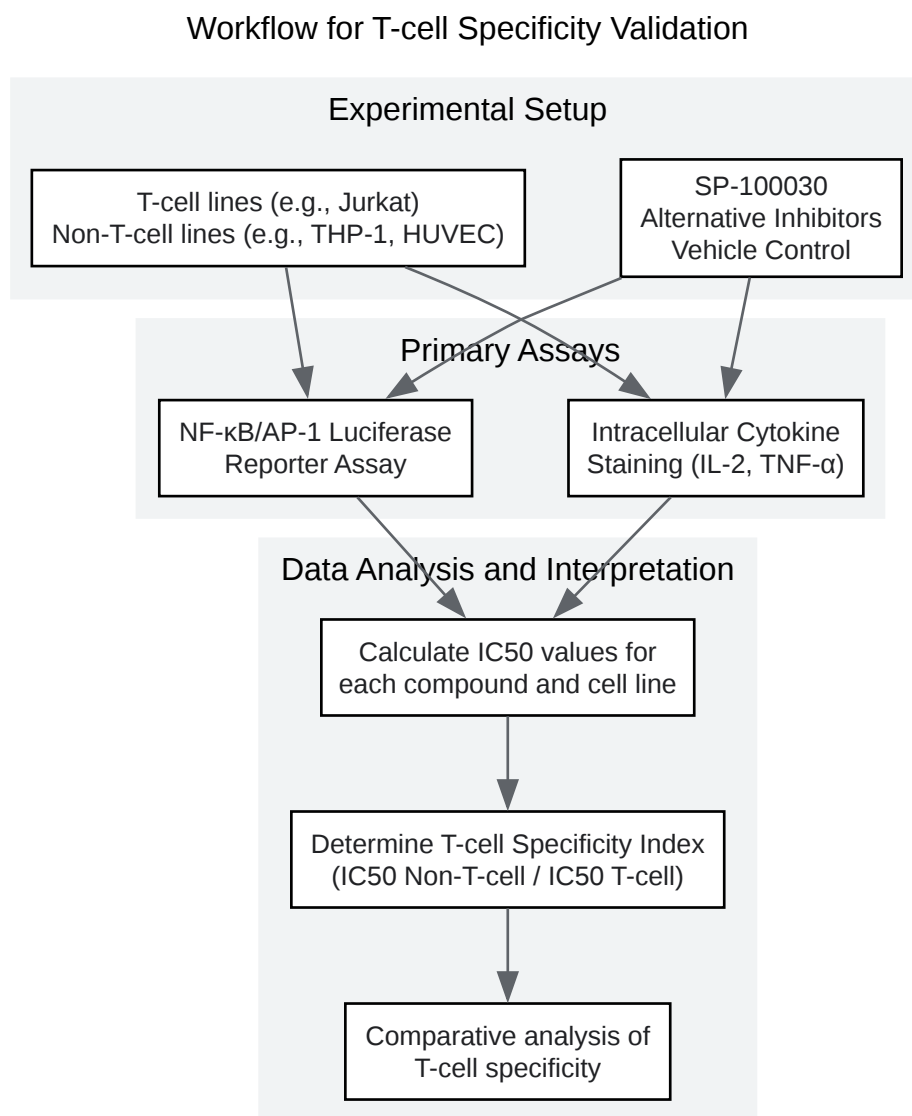 Workflow for T-cell Specificity Validation
Experimental Setup
T-cell lines (e.g., Jurkat)
Non-T-cell lines (e.g., THP-1, HUVEC)
SP-100030
Alternative Inhibitors
Vehicle Control
Primary Assays
NF-κB/AP-1 Luciferase
Reporter Assay
Intracellular Cytokine
Staining (IL-2, TNF-α)
Data Analysis and Interpretation
Calculate IC50 values for
each compound and cell line
Determine T-cell Specificity Index
(IC50 Non-T-cell / IC50 T-cell)
Comparative analysis of
T-cell specificity